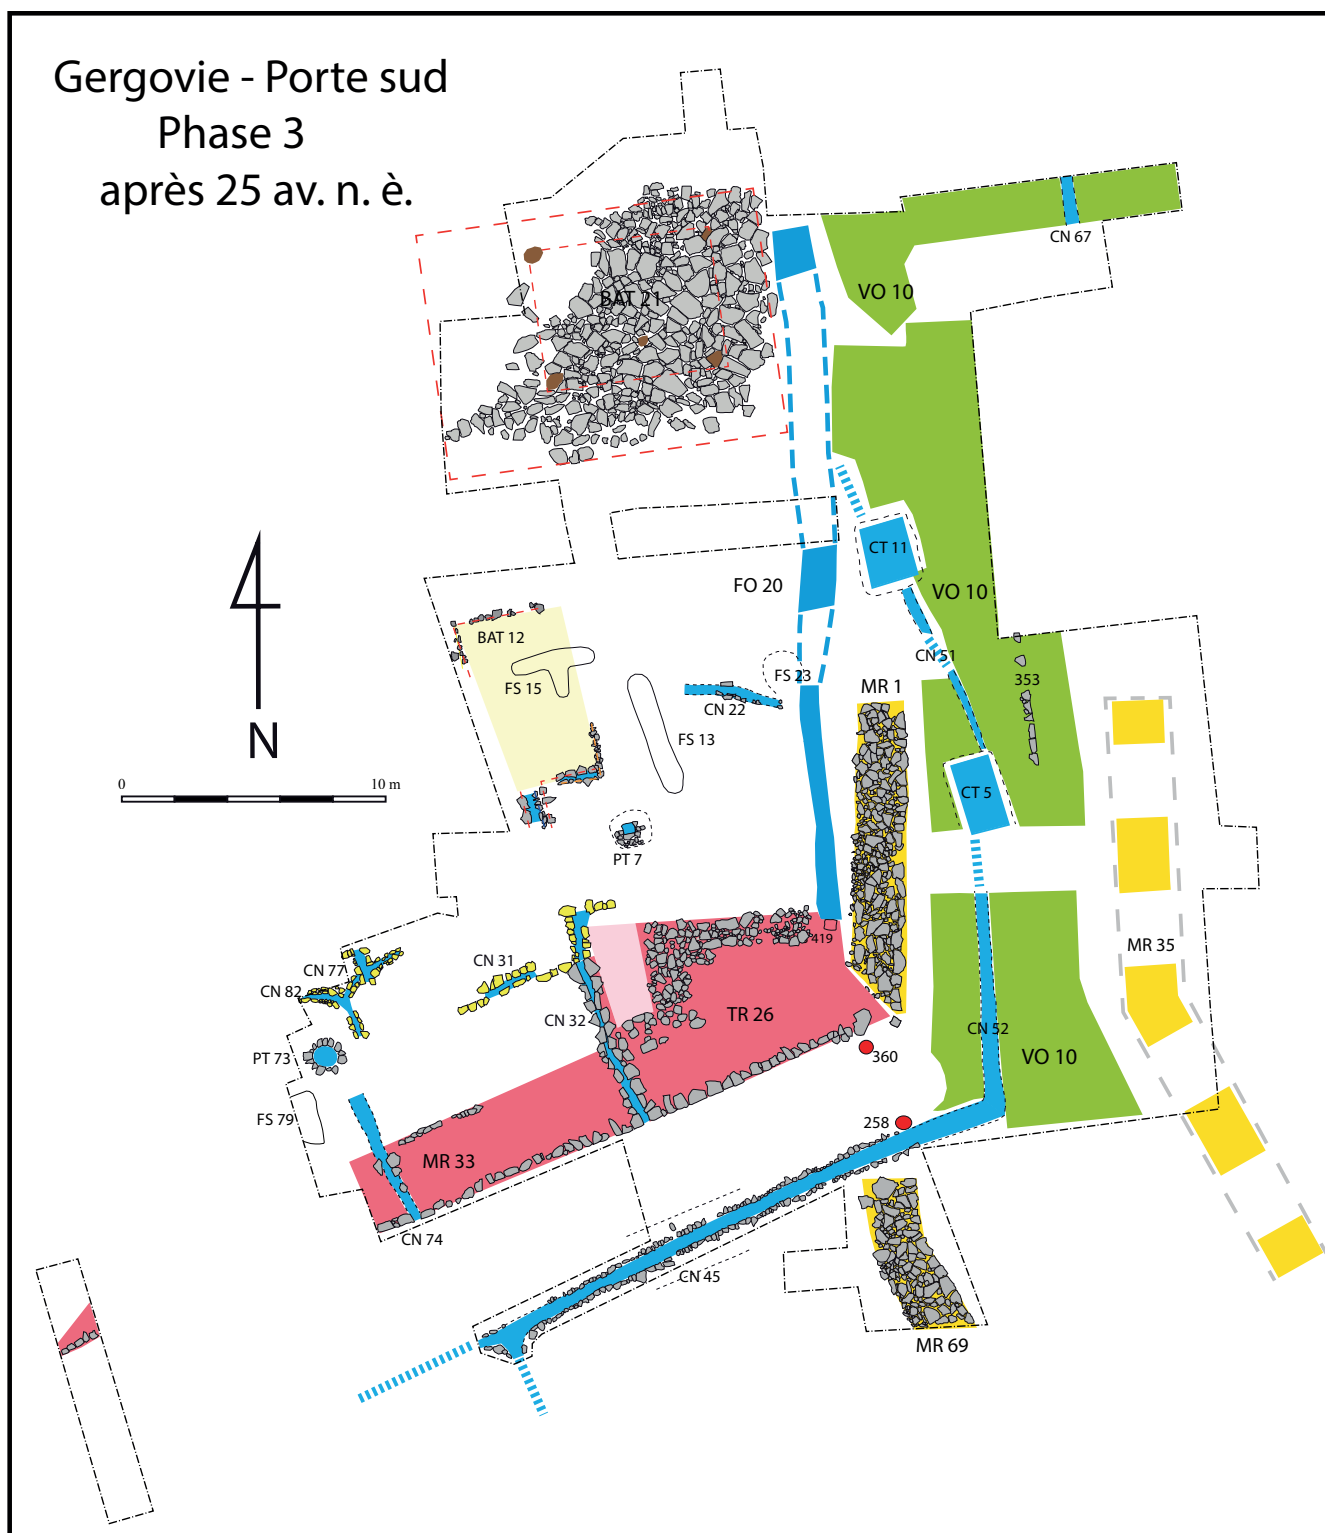 Gergovie - Porte sud
Phase 3
après 25 av. n. è.
CN 67
VO 10
BAT 21
CT 11
FO 20
VO 10
BAT 12
CN 51
FS 15
FS 23
353
MR 1
CN 22
FS 13
N
0 10 m
CT 5
PT 7
419
MR 35
CN 31
CN 77
CN 82
TR 26
CN 32
CN 52
PT 73
360
VO 10
FS 79
258
MR 33
CN 74
CN 45
MR 69